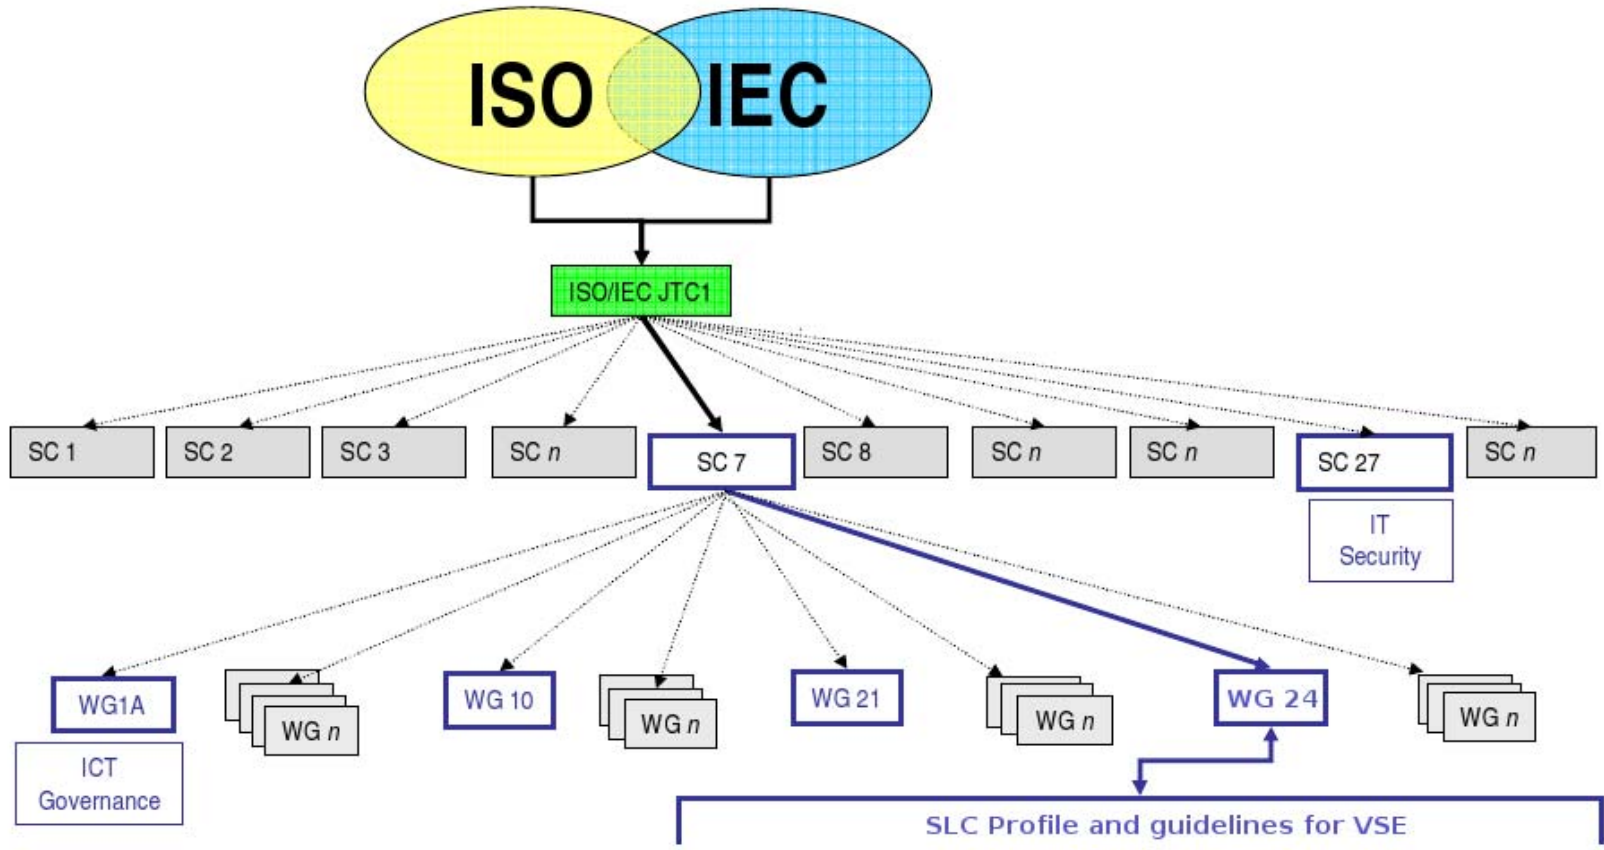 ISO IEC
ISO/IEC JTC1
SC 1 SC 2 SC 3 SC n SC 7 SC 8 SC n SC n SC 27 SC n
IT
Security
WG1A WG n WG 10 WG n WG 21 WG n WG 24 WG n
ICT
Governance
SLC Profile and guidelines for VSE